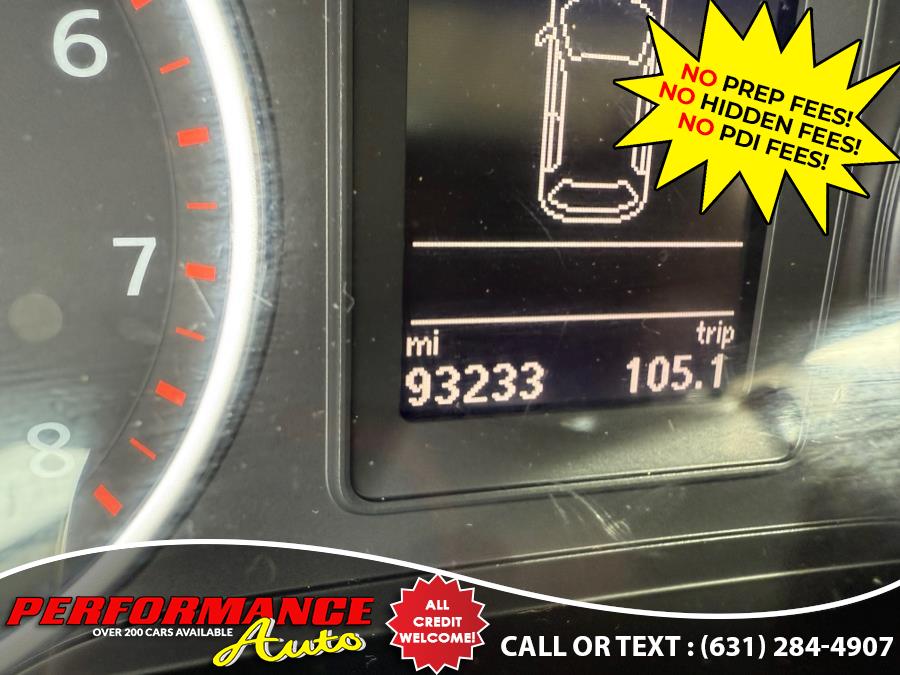 6
7
8
NO PREP FEES!
NO HIDDEN FEES!
NO PDI FEES!
mi
trip
93233
105.1
PERFORMANCE
OVER 200 CARS AVAILABLE
Auto
ALL
CREDIT
WELCOME!
CALL OR TEXT : (631) 284-4907